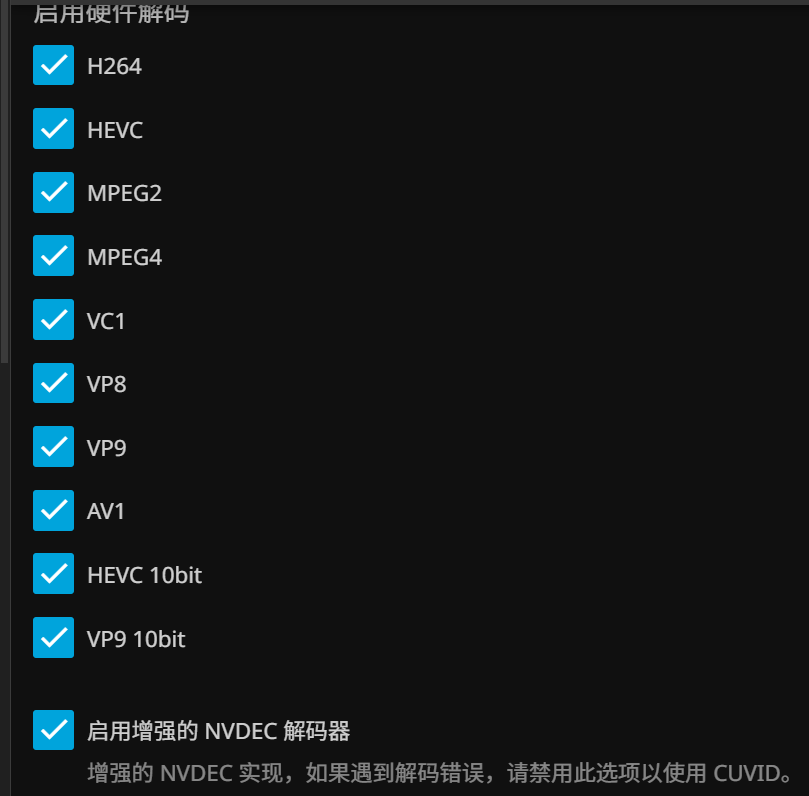 启用硬件解码
H264
HEVC
MPEG2
MPEG4
VC1
VP8
VP9
AV1
HEVC 10bit
VP9 10bit
启用增强的 NVDEC 解码器
增强的 NVDEC 实现，如果遇到解码错误，请禁用此选项以使用 CUVID。